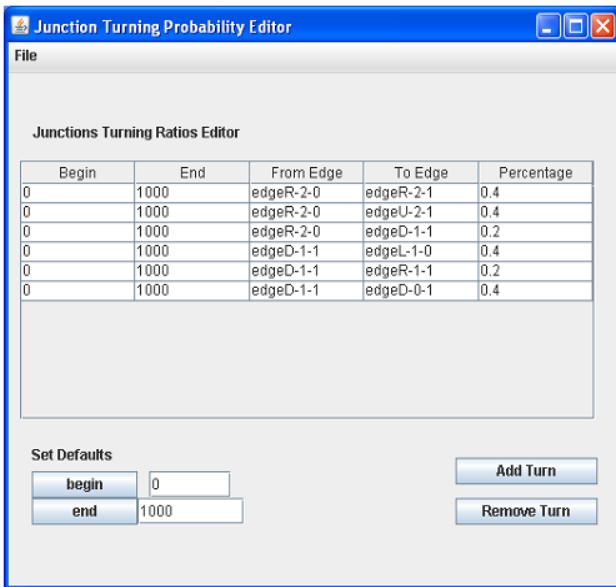 Junction Turning Probability Editor
File
Junctions Turning Ratios Editor
Begin End From Edge To Edge Percentage
0 1000 edgeR-2-0 edgeR-2-1 0.4
0 1000 edgeR-2-0 edgeU-2-1 0.4
0 1000 edgeR-2-0 edgeD-1-1 0.2
0 1000 edgeD-1-1 edgeL-1-0 0.4
0 1000 edgeD-1-1 edgeR-1-1 0.2
0 1000 edgeD-1-1 edgeD-0-1 0.4
Set Defaults
begin 0
end 1000
Add Turn
Remove Turn